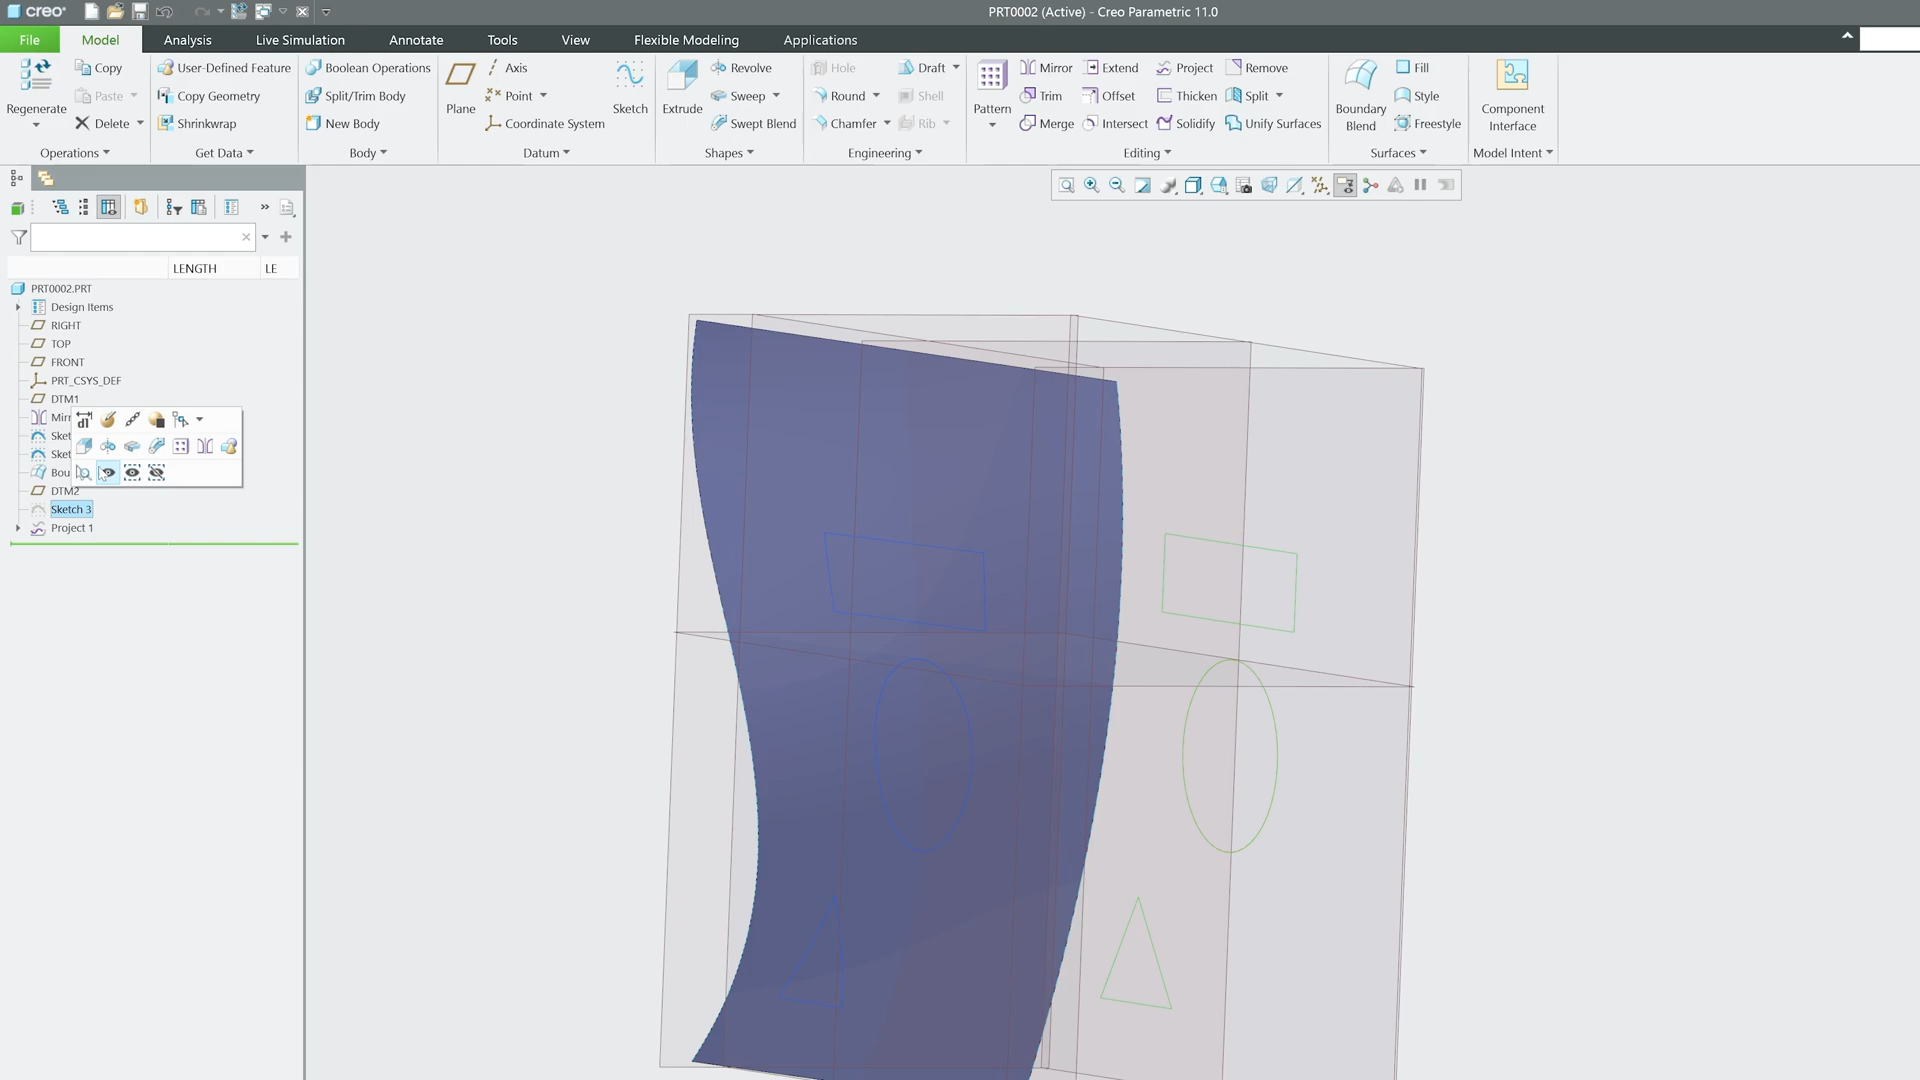 creo
PRT0002 (Active) - Creo Parametric 11.0
File Model Analysis Live Simulation Annotate Tools View Flexible Modeling Applications
Regenerate
Copy
Paste
Delete
Operations
User-Defined Feature
Copy Geometry
Shrinkwrap
Get Data
Boolean Operations
Split/Trim Body
New Body
Body
Plane
Axis
Point
Coordinate System
Sketch
Datum
Extrude
Revolve
Sweep
Swept Blend
Shapes
Hole
Round
Chamfer
Draft
Shell
Rib
Engineering
Pattern
Mirror
Trim
Merge
Extend
Offset
Intersect
Project
Thicken
Solidify
Remove
Split
Unify Surfaces
Editing
Boundary
Blend
Fill
Style
Freestyle
Surfaces
Component
Interface
Model Intent
LENGTH LE
PRT0002.PRT
Design Items
RIGHT
TOP
FRONT
PRT_CSYS_DEF
DTM1
Mirr
Sket
Sket
Bou
DTM2
Sketch 3
Project 1